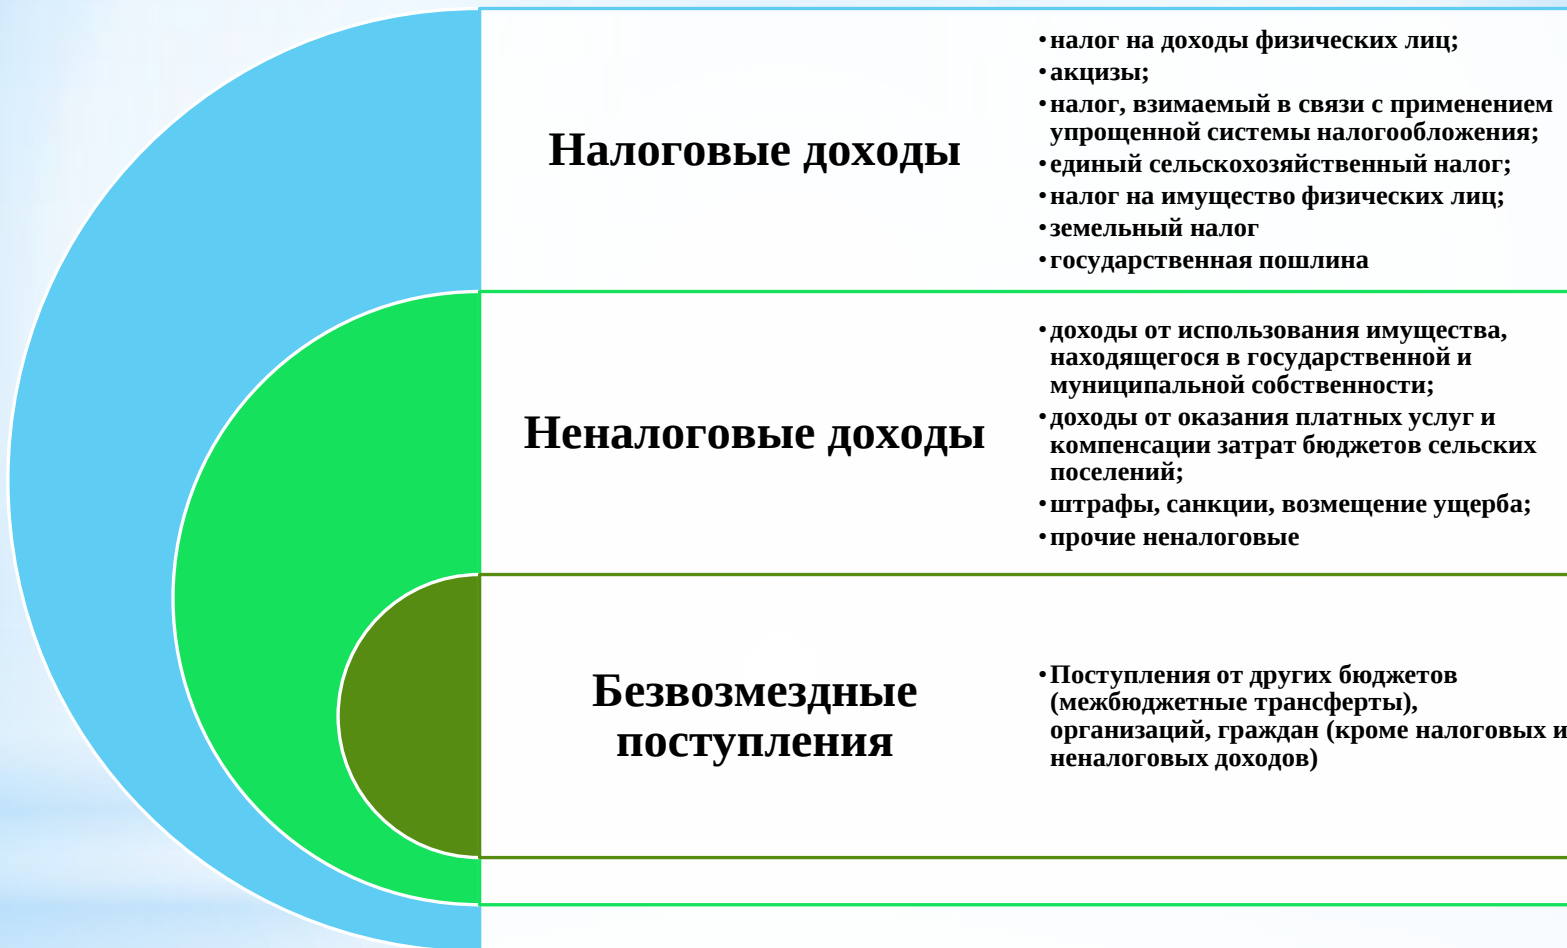 Налоговые доходы
•налог на доходы физических лиц;
•акцизы;
•налог, взимаемый в связи с применением
упрощенной системы налогообложения;
•единый сельскохозяйственный налог;
•налог на имущество физических лиц;
•земельный налог
•государственная пошлина
Неналоговые доходы
•доходы от использования имущества,
находящегося в государственной и
муниципальной собственности;
•доходы от оказания платных услуг и
компенсации затрат бюджетов сельских
поселений;
•штрафы, санкции, возмещение ущерба;
•прочие неналоговые
Безвозмездные
поступления
•Поступления от других бюджетов
(межбюджетные трансферты),
организаций, граждан (кроме налоговых и
неналоговых доходов)